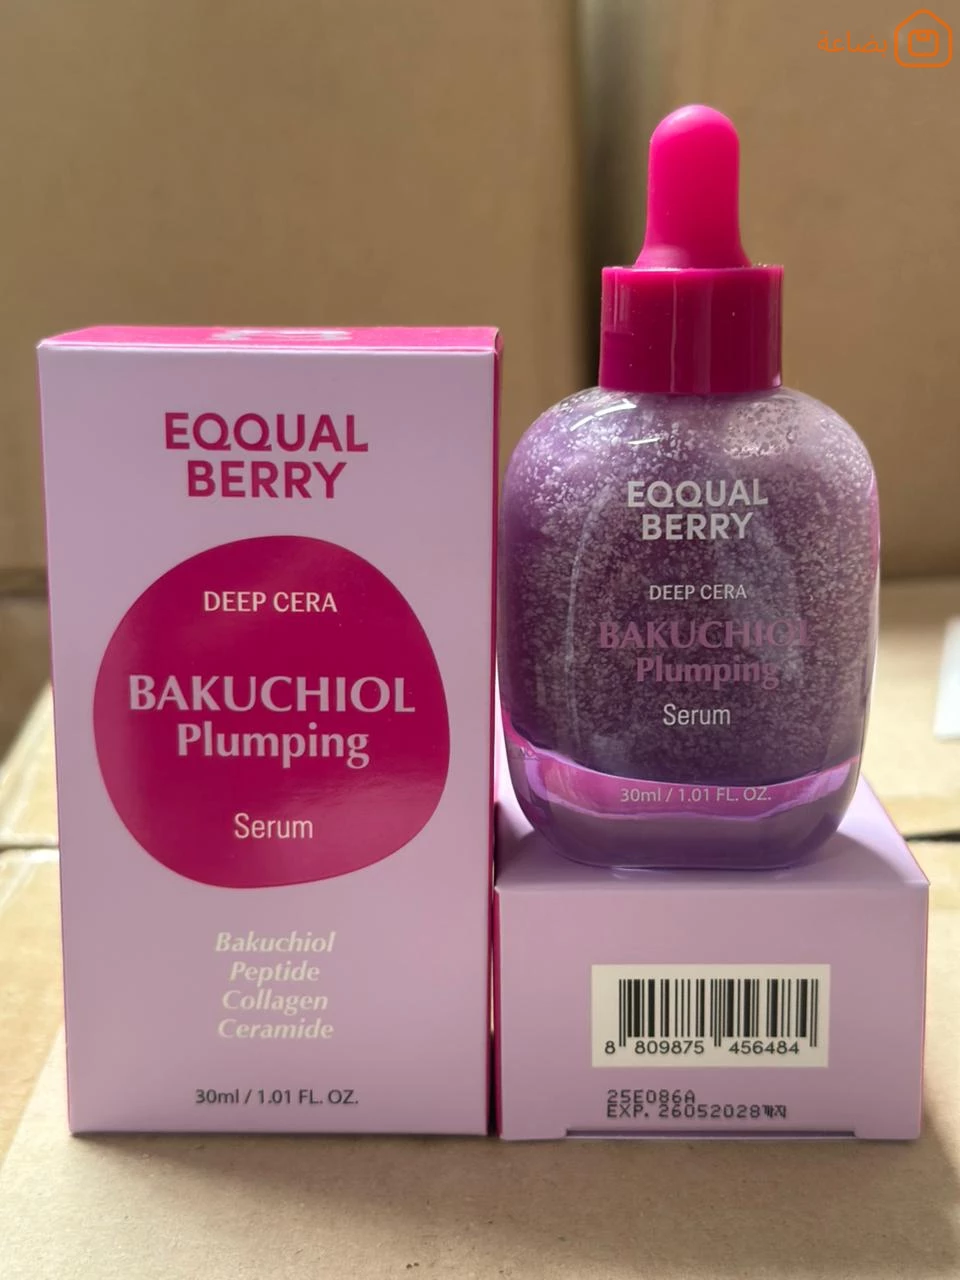 بضاعة
EQQUAL
BERRY
DEEP CERA
BAKUCHIOL
Plumping
Serum
Bakuchiol
Peptide
Collagen
Ceramide
30ml / 1.01 FL. OZ.
EQQUAL
BERRY
DEEP CERA
BAKUCHIOL
Plumping
Serum
30ml / 1.01 FL. OZ.
8 809875 456484
25E086A
EXP. 26052028까지